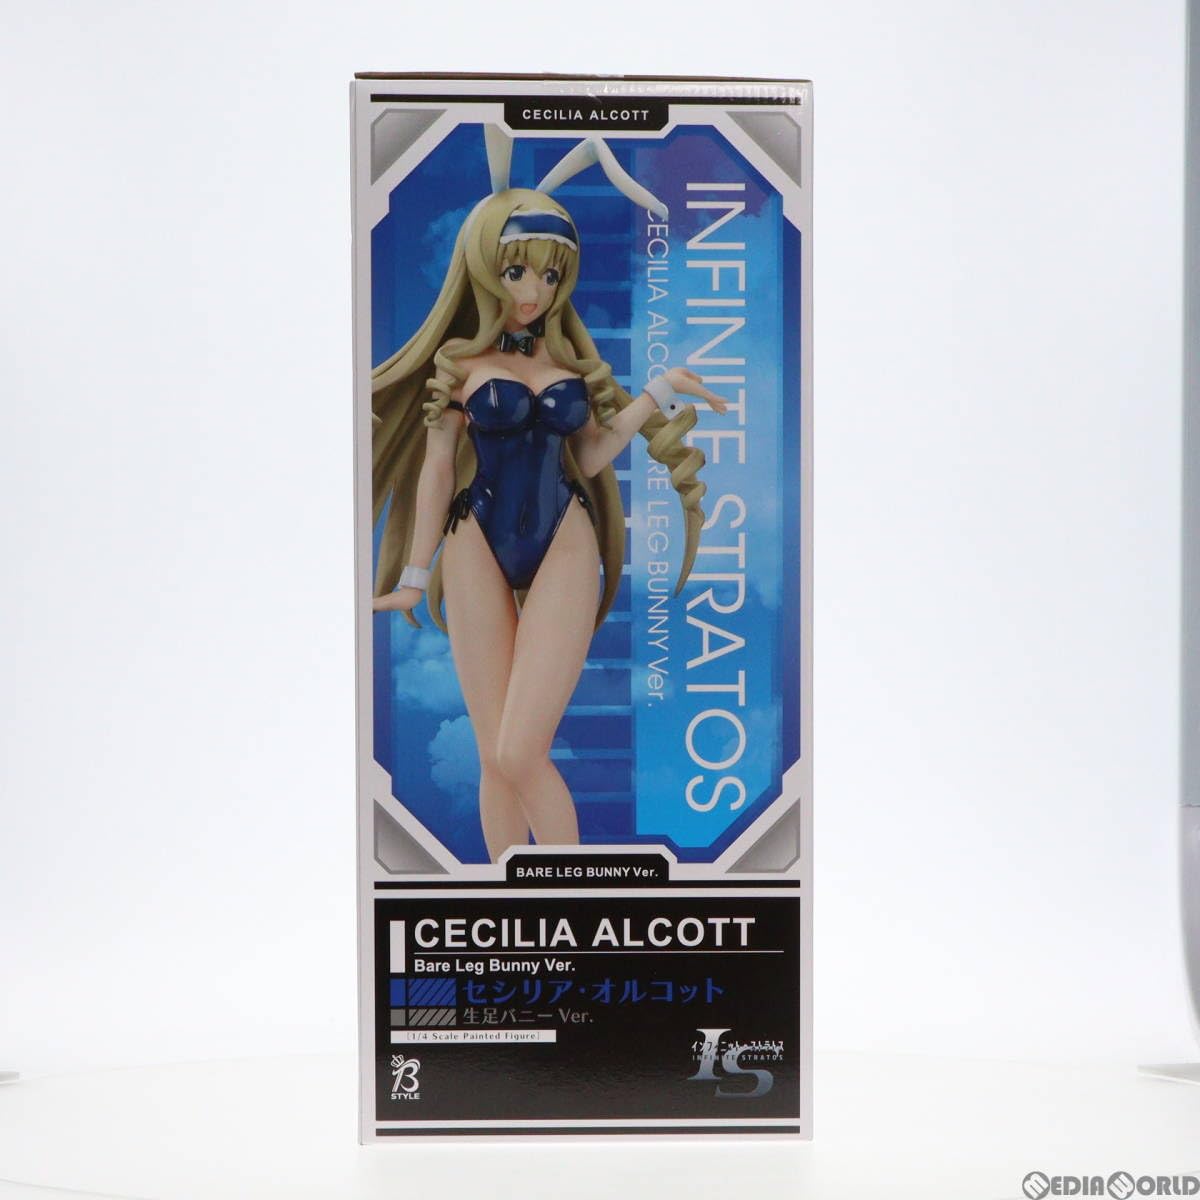 CECILIA ALCOTT
INFINITE STRATOS
CECILIA ALCO RE LEG BUNNY Ver.
BARE LEG BUNNY Ver.
CECILIA ALCOTT
Bare Leg Bunny Ver.
セシリア・オルコット
生足バニーVer.
[1/4 Scale Painted Figure]
インフィニット・ストラトス
INFINITE STRATOS
IS
B
STYLE
MEDIAWORLD